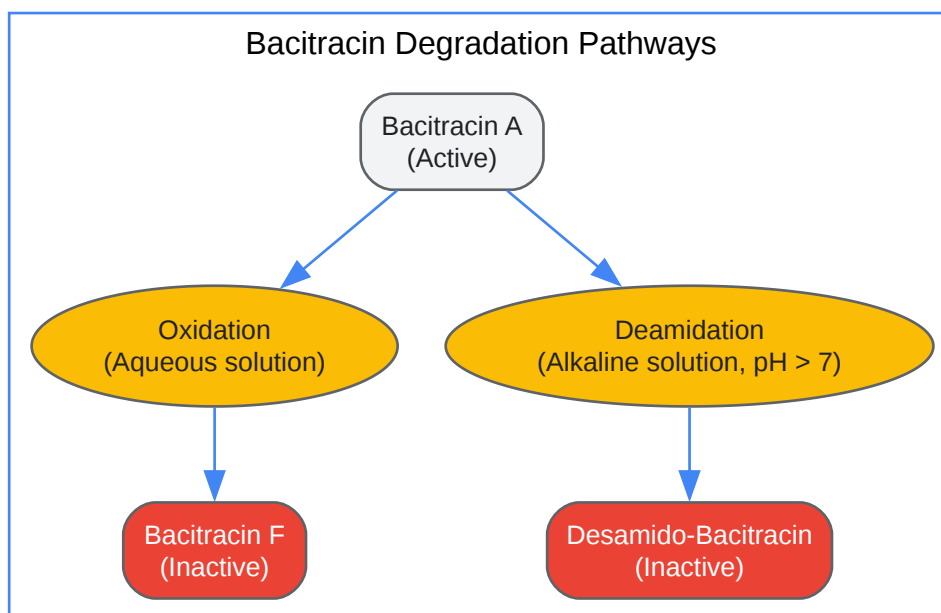 Bacitracin Degradation Pathways
Bacitracin A
(Active)
Oxidation
(Aqueous solution)
Deamidation
(Alkaline solution, pH > 7)
Bacitracin F
(Inactive)
Desamido-Bacitracin
(Inactive)